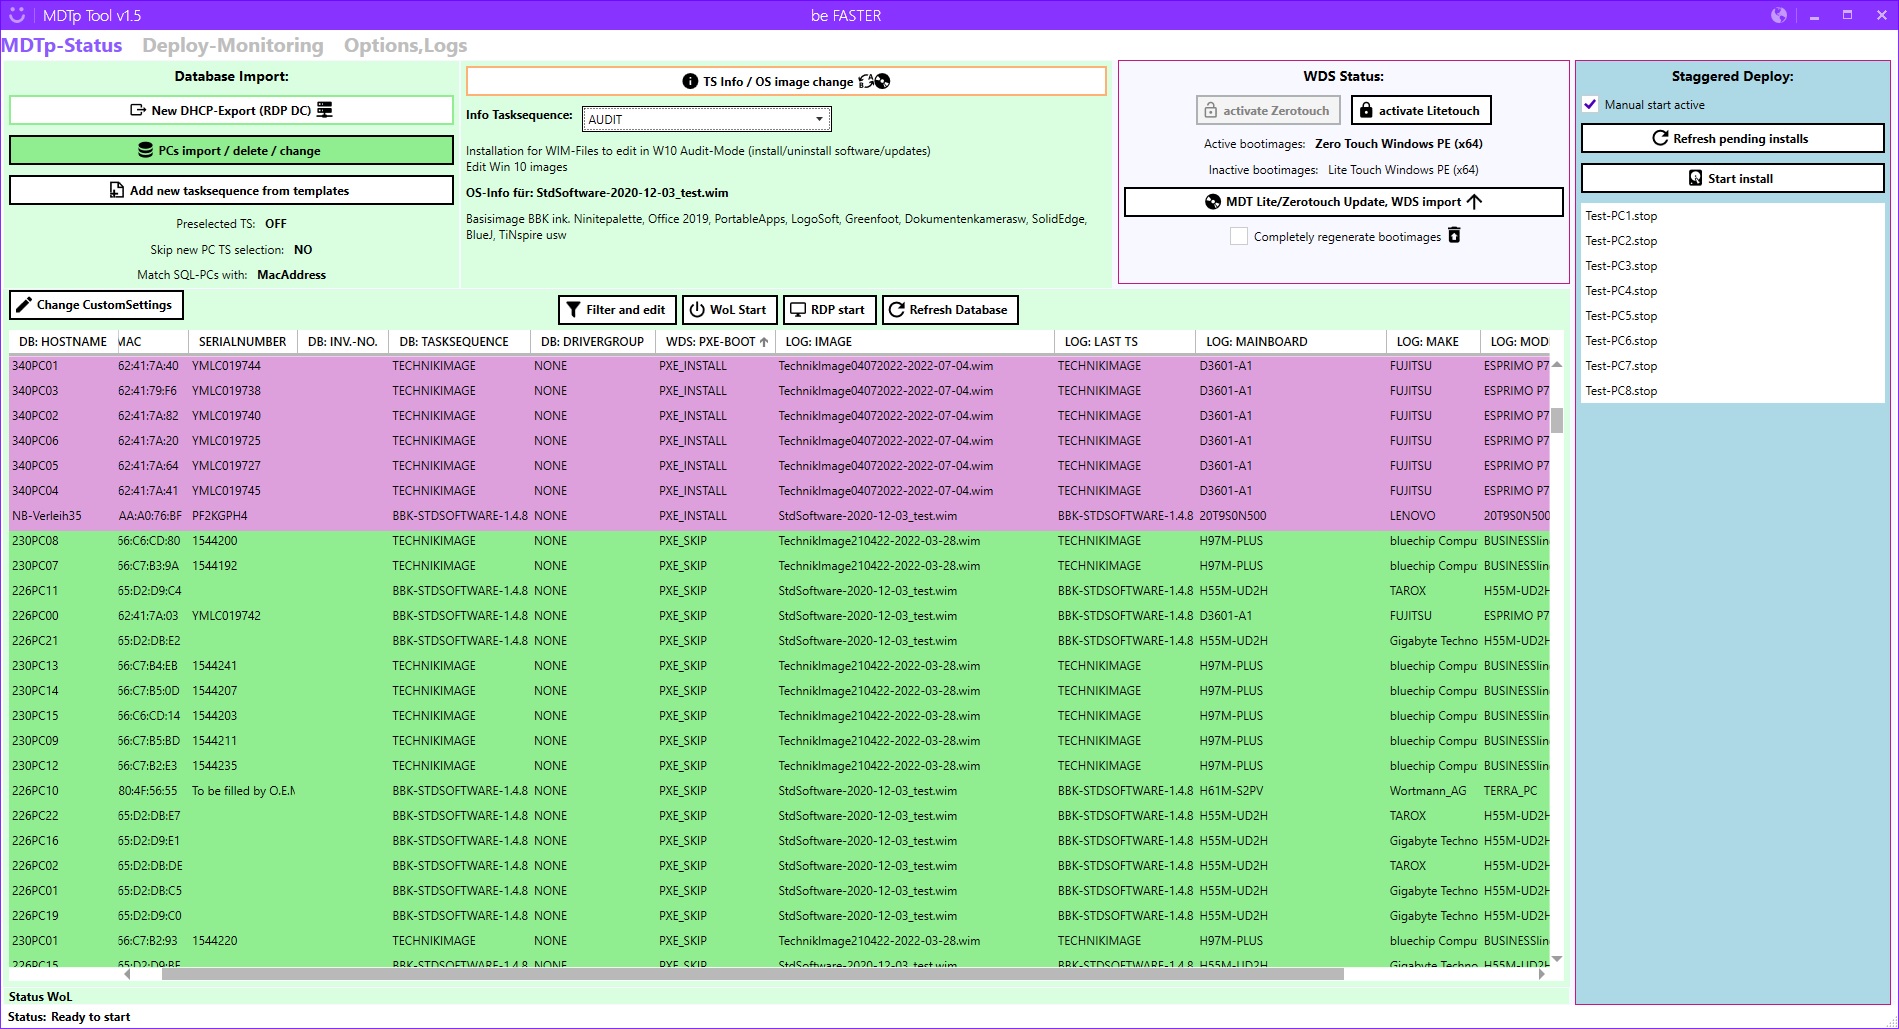 MDTp Tool v1.5
be FASTER
MDTp-Status Deploy-Monitoring Options,Logs
Database Import:
New DHCP-Export (RDP DC)
PCs import / delete / change
Add new tasksequence from templates
Preselected TS: OFF
Skip new PC TS selection: NO
Match SQL-PCs with: MacAddress
Change CustomSettings
TS Info / OS image change
Info Tasksequence: AUDIT
Installation for WIM-Files to edit in W10 Audit-Mode (install/uninstall software/updates)
Edit Win 10 images
OS-Info für: StdSoftware-2020-12-03_test.wim
Basisimage BBK ink. Ninitepalette, Office 2019, PortableApps, LogoSoft, Greenfoot, Dokumentenkamerasw, SolidEdge,
BlueJ, TiNspire usw
WDS Status:
activate Zerotouch activate Litetouch
Active bootimages: Zero Touch Windows PE (x64)
Inactive bootimages: Lite Touch Windows PE (x64)
MDT Lite/Zerotouch Update, WDS import
Completely regenerate bootimages
Staggered Deploy:
Manual start active
Refresh pending installs
Start install
Test-PC1.stop
Test-PC2.stop
Test-PC3.stop
Test-PC4.stop
Test-PC5.stop
Test-PC6.stop
Test-PC7.stop
Test-PC8.stop
Filter and edit WoL Start RDP start Refresh Database
DB: HOSTNAME MAC SERIALNUMBER DB: INV.-NO. DB: TASKSEQUENCE DB: DRIVERGROUP WDS: PXE-BOOT LOG: IMAGE LOG: LAST TS LOG: MAINBOARD LOG: MAKE LOG: MOD
340PC01 62:41:7A:40 YMLC019744 TECHNIKIMAGE NONE PXE_INSTALL TechnikImage04072022-2022-07-04.wim TECHNIKIMAGE D3601-A1 FUJITSU ESPRIMO P7
340PC03 62:41:79:F6 YMLC019738 TECHNIKIMAGE NONE PXE_INSTALL TechnikImage04072022-2022-07-04.wim TECHNIKIMAGE D3601-A1 FUJITSU ESPRIMO P7
340PC02 62:41:7A:82 YMLC019740 TECHNIKIMAGE NONE PXE_INSTALL TechnikImage04072022-2022-07-04.wim TECHNIKIMAGE D3601-A1 FUJITSU ESPRIMO P7
340PC06 62:41:7A:20 YMLC019725 TECHNIKIMAGE NONE PXE_INSTALL TechnikImage04072022-2022-07-04.wim TECHNIKIMAGE D3601-A1 FUJITSU ESPRIMO P7
340PC05 62:41:7A:64 YMLC019727 TECHNIKIMAGE NONE PXE_INSTALL TechnikImage04072022-2022-07-04.wim TECHNIKIMAGE D3601-A1 FUJITSU ESPRIMO P7
340PC04 62:41:7A:41 YMLC019745 TECHNIKIMAGE NONE PXE_INSTALL TechnikImage04072022-2022-07-04.wim TECHNIKIMAGE D3601-A1 FUJITSU ESPRIMO P7
NB-Verleih35 AA:A0:76:BF PF2KGPH4 BBK-STDSOFTWARE-1.4.8 NONE PXE_INSTALL StdSoftware-2020-12-03_test.wim BBK-STDSOFTWARE-1.4.8 20T9S0N500 LENOVO 20T9S0N500
230PC08 66:C6:CD:80 1544200 TECHNIKIMAGE NONE PXE_SKIP TechnikImage210422-2022-03-28.wim TECHNIKIMAGE H97M-PLUS bluechip Compu BUSINESSlin
230PC07 66:C7:B3:9A 1544192 TECHNIKIMAGE NONE PXE_SKIP TechnikImage210422-2022-03-28.wim TECHNIKIMAGE H97M-PLUS bluechip Compu BUSINESSlin
226PC11 65:D2:D9:C4 BBK-STDSOFTWARE-1.4.8 NONE PXE_SKIP StdSoftware-2020-12-03_test.wim BBK-STDSOFTWARE-1.4.8 H55M-UD2H TAROX H55M-UD2H
226PC00 62:41:7A:03 YMLC019742 BBK-STDSOFTWARE-1.4.8 NONE PXE_SKIP StdSoftware-2020-12-03_test.wim BBK-STDSOFTWARE-1.4.8 D3601-A1 FUJITSU ESPRIMO P7
226PC21 65:D2:DB:E2 BBK-STDSOFTWARE-1.4.8 NONE PXE_SKIP StdSoftware-2020-12-03_test.wim BBK-STDSOFTWARE-1.4.8 H55M-UD2H Gigabyte Techno H55M-UD2H
230PC13 66:C7:B4:EB 1544241 TECHNIKIMAGE NONE PXE_SKIP TechnikImage210422-2022-03-28.wim TECHNIKIMAGE H97M-PLUS bluechip Compu BUSINESSlin
230PC14 66:C7:B5:0D 1544207 TECHNIKIMAGE NONE PXE_SKIP TechnikImage210422-2022-03-28.wim TECHNIKIMAGE H97M-PLUS bluechip Compu BUSINESSlin
230PC15 66:C6:CD:14 1544203 TECHNIKIMAGE NONE PXE_SKIP TechnikImage210422-2022-03-28.wim TECHNIKIMAGE H97M-PLUS bluechip Compu BUSINESSlin
230PC09 66:C7:B5:BD 1544211 TECHNIKIMAGE NONE PXE_SKIP TechnikImage210422-2022-03-28.wim TECHNIKIMAGE H97M-PLUS bluechip Compu BUSINESSlin
230PC12 66:C7:B2:E3 1544235 TECHNIKIMAGE NONE PXE_SKIP TechnikImage210422-2022-03-28.wim TECHNIKIMAGE H97M-PLUS bluechip Compu BUSINESSlin
226PC10 80:4F:56:55 To be filled by O.E.M BBK-STDSOFTWARE-1.4.8 NONE PXE_SKIP StdSoftware-2020-12-03_test.wim BBK-STDSOFTWARE-1.4.8 H61M-S2PV Wortmann_AG TERRA_PC
226PC22 65:D2:DB:E7 BBK-STDSOFTWARE-1.4.8 NONE PXE_SKIP StdSoftware-2020-12-03_test.wim BBK-STDSOFTWARE-1.4.8 H55M-UD2H TAROX H55M-UD2H
226PC16 65:D2:D9:E1 BBK-STDSOFTWARE-1.4.8 NONE PXE_SKIP StdSoftware-2020-12-03_test.wim BBK-STDSOFTWARE-1.4.8 H55M-UD2H Gigabyte Techno H55M-UD2H
226PC02 65:D2:DB:DE BBK-STDSOFTWARE-1.4.8 NONE PXE_SKIP StdSoftware-2020-12-03_test.wim BBK-STDSOFTWARE-1.4.8 H55M-UD2H TAROX H55M-UD2H
226PC01 65:D2:DB:C5 BBK-STDSOFTWARE-1.4.8 NONE PXE_SKIP StdSoftware-2020-12-03_test.wim BBK-STDSOFTWARE-1.4.8 H55M-UD2H Gigabyte Techno H55M-UD2H
226PC19 65:D2:D9:C0 BBK-STDSOFTWARE-1.4.8 NONE PXE_SKIP StdSoftware-2020-12-03_test.wim BBK-STDSOFTWARE-1.4.8 H55M-UD2H Gigabyte Techno H55M-UD2H
230PC01 66:C7:B2:93 1544220 TECHNIKIMAGE NONE PXE_SKIP TechnikImage210422-2022-03-28.wim TECHNIKIMAGE H97M-PLUS bluechip Compu BUSINESSlin
226PC15 BBK-STDSOFTWARE-1.4.8 NONE PXE_SKIP StdSoftware-2020-12-03_test.wim BBK-STDSOFTWARE-1.4.8 H55M-UD2H Gigabyte Techno H55M-UD2H
Status WoL
Status: Ready to start